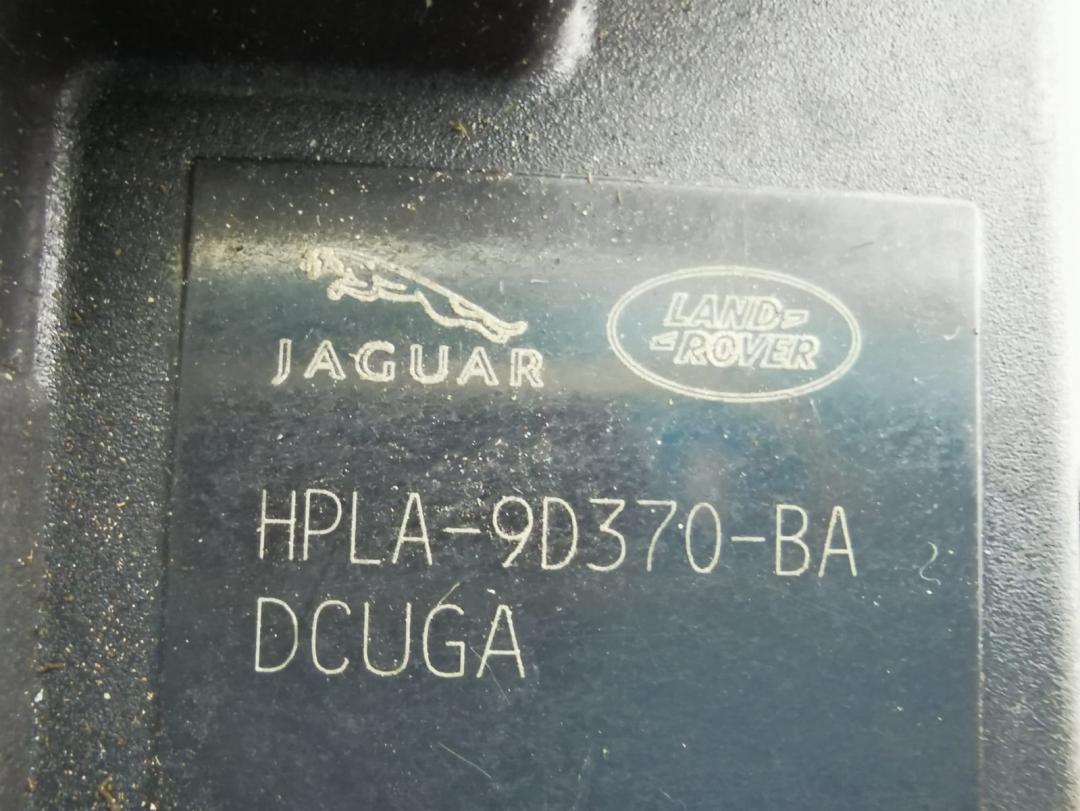 JAGUAR
LAND-
-ROVER
HPLA-9D370-BA
DCUGA